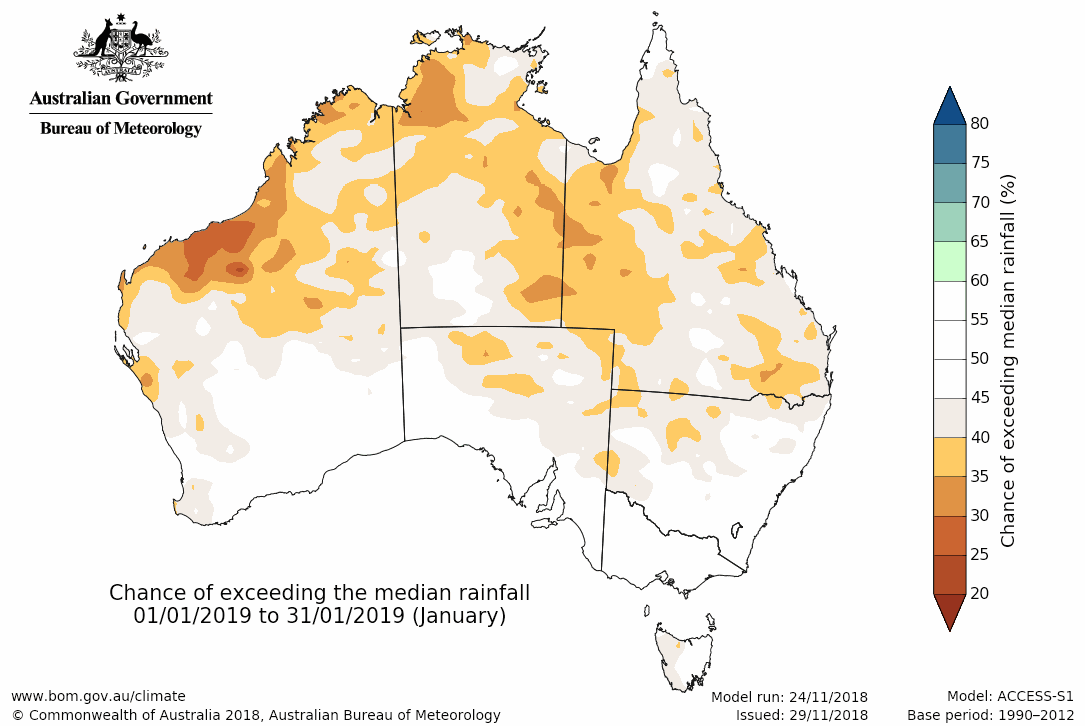 Australian Government
Bureau of Meteorology
80
75
70
65
60
55
50
45
40
35
30
25
20
Chance of exceeding median rainfall (%)
Chance of exceeding the median rainfall
01/01/2019 to 31/01/2019 (January)
www.bom.gov.au/climate
© Commonwealth of Australia 2018, Australian Bureau of Meteorology
Model run: 24/11/2018
Issued: 29/11/2018
Model: ACCESS-S1
Base period: 1990–2012